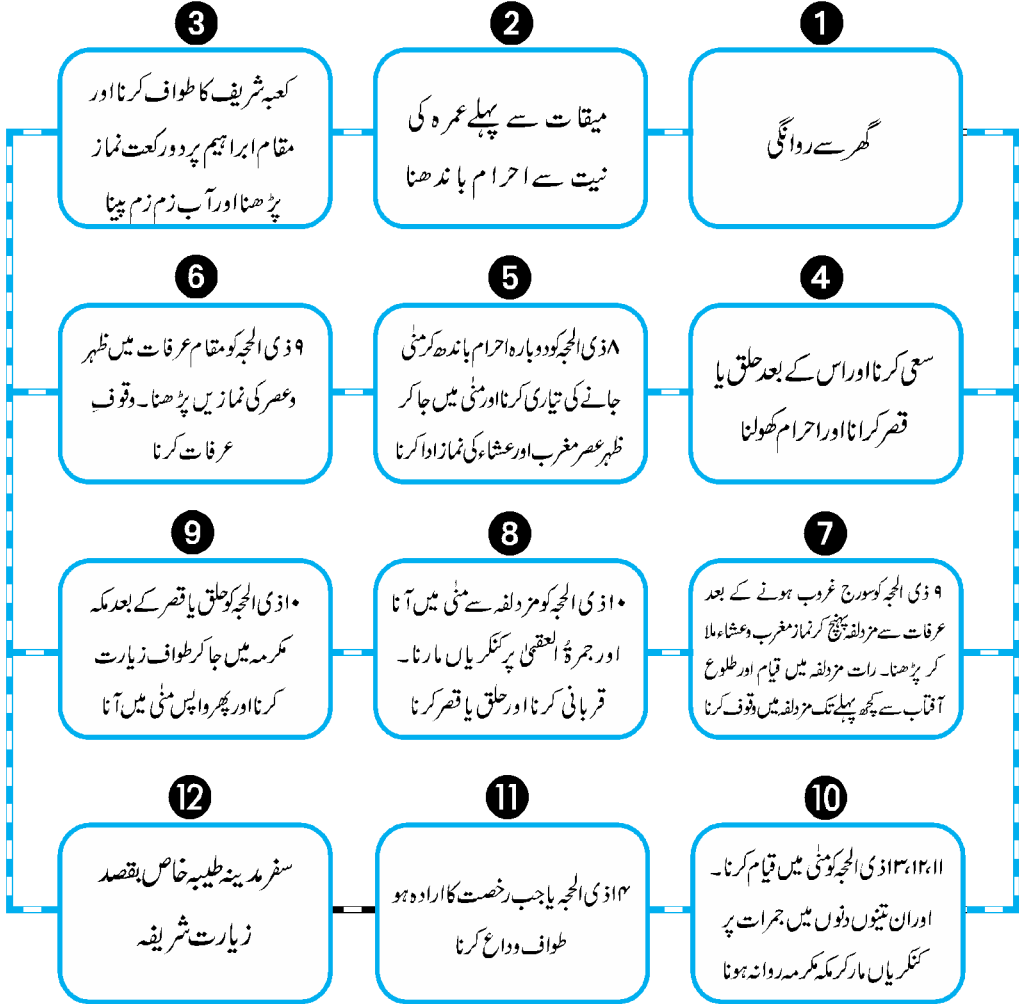 1
گھر سے روانگی
2
میقات سے پہلے عمرہ کی
نیت سے احرام باندھنا
3
کعبہ شریف کا طواف کرنا اور
مقام ابراہیم پر دو رکعت نماز
پڑھنا اور آب زم زم پینا
4
سعی کرنا اور اس کے بعد حلق یا
قصر کرانا اور احرام کھولنا
5
۸ ذی الحجہ کو دوبارہ احرام باندھ کر منٰی
جانے کی تیاری کرنا اور منٰی میں جا کر
ظہر عصر مغرب اور عشاء کی نماز ادا کرنا
6
۹ ذی الحجہ کو مقام عرفات میں ظہر
و عصر کی نمازیں پڑھنا۔ وقوفِ
عرفات کرنا
7
۹ ذی الحجہ کو سورج غروب ہونے کے بعد
عرفات سے مزدلفہ پہنچ کر نماز مغرب و عشاء ملا
کر پڑھنا۔ رات مزدلفہ میں قیام اور طلوع
آفتاب سے کچھ پہلے تک مزدلفہ میں وقوف کرنا
8
۱۰ ذی الحجہ کو مزدلفہ سے منٰی میں آنا
اور جمرۃُ العقبیٰ پر کنکریاں مارنا۔
قربانی کرنا اور حلق یا قصر کرنا
9
۱۰ ذی الحجہ کو حلق یا قصر کے بعد مکہ
مکرمہ میں جا کر طواف زیارت
کرنا اور پھر واپس منٰی میں آنا
10
۱۱،۱۲،۱۳ ذی الحجہ کو منٰی میں قیام کرنا۔
اور ان تینوں دنوں میں جمرات پر
کنکریاں مار کر مکہ مکرمہ روانہ ہونا
11
۱۴ ذی الحجہ یا جب رخصت کا ارادہ ہو
طواف وداع کرنا
12
سفر مدینہ طیبہ خاص بقصد
زیارت شریفہ